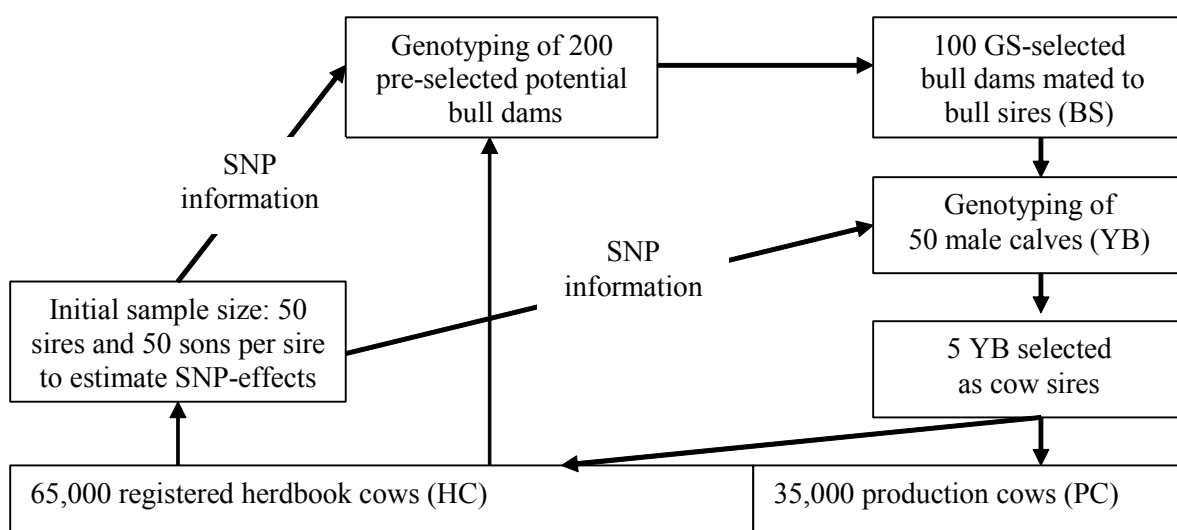 Genotyping of 200
pre-selected potential
bull dams
100 GS-selected
bull dams mated to
bull sires (BS)
SNP
information
Genotyping of
50 male calves (YB)
SNP
information
Initial sample size: 50
sires and 50 sons per sire
to estimate SNP-effects
5 YB selected
as cow sires
65,000 registered herdbook cows (HC)
35,000 production cows (PC)